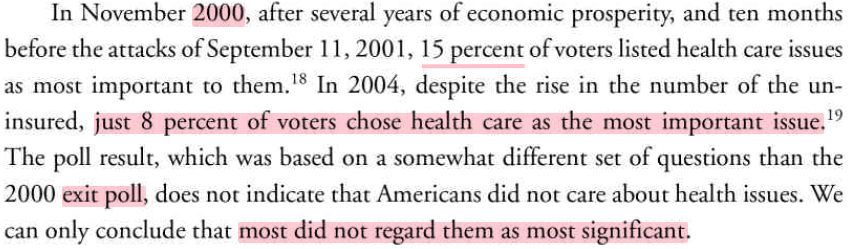 In November 2000, after several years of economic prosperity, and ten months
before the attacks of September 11, 2001, 15 percent of voters listed health care issues
as most important to them.18 In 2004, despite the rise in the number of the un-
insured, just 8 percent of voters chose health care as the most important issue.19
The poll result, which was based on a somewhat different set of questions than the
2000 exit poll, does not indicate that Americans did not care about health issues. We
can only conclude that most did not regard them as most significant.